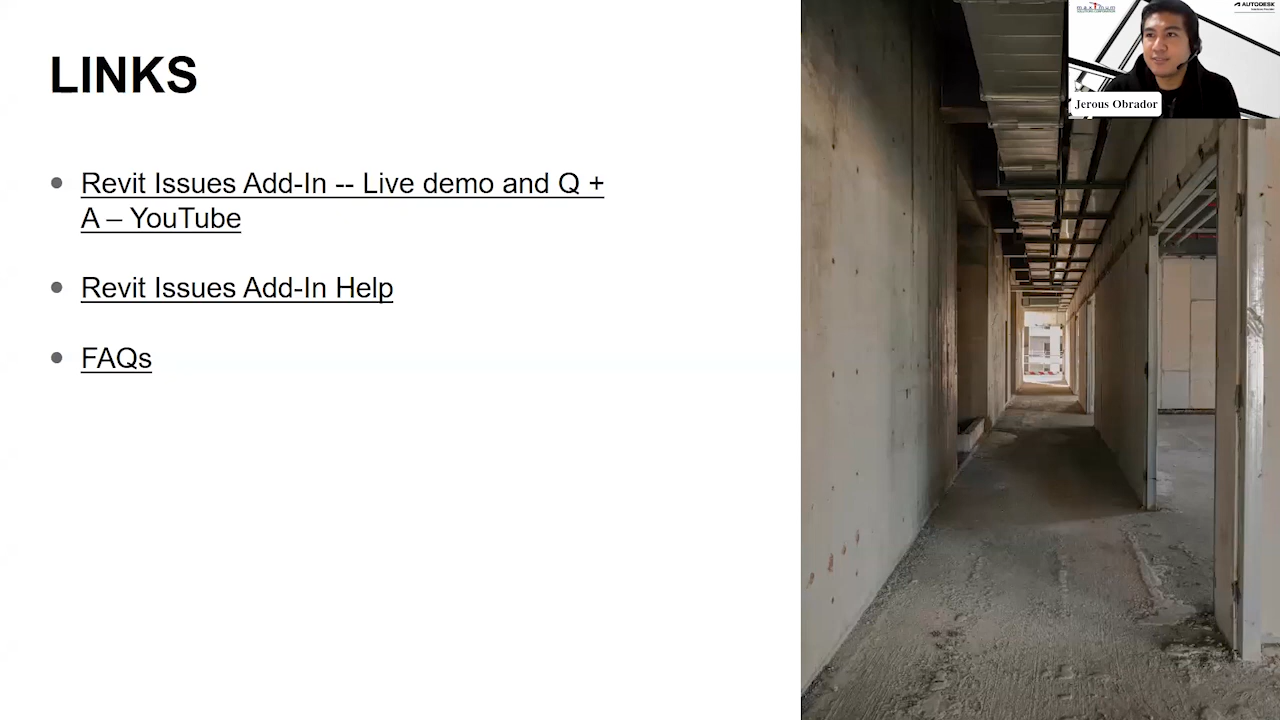 LINKS
Revit Issues Add-In -- Live demo and Q +
A – YouTube
Revit Issues Add-In Help
FAQs
AUTODESK
Jerous Obrador